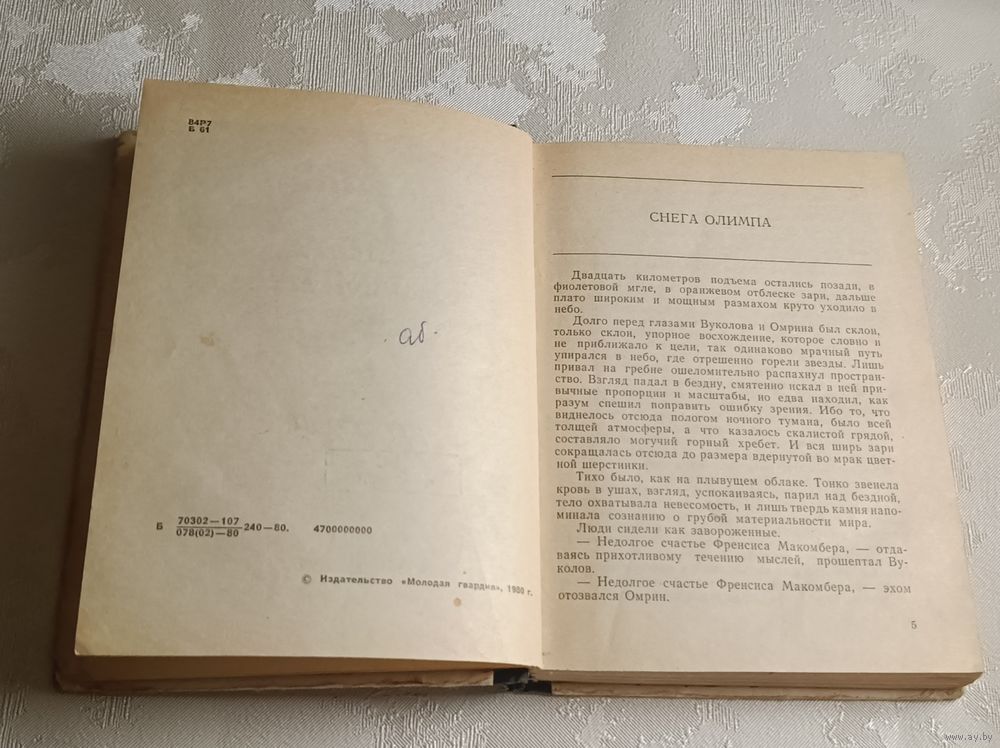 84Р7
Б 61
аб.
Б 70302—107
078(02)—80 240—80. 4700000000
© Издательство «Молодая гвардия», 1980 г.
СНЕГА ОЛИМПА
Двадцать километров подъема остались позади, в
фиолетовой мгле, в оранжевом отблеске зари, дальше
плато широким и мощным размахом круто уходило в
небо.
Долго перед глазами Вуколова и Омрина был склон,
только склон, упорное восхождение, которое словно и
не приближало к цели, так одинаково мрачный путь
упирался в небо, где отрешенно горели звезды. Лишь
привал на гребне ошеломительно распахнул простран-
ство. Взгляд падал в бездну, смятенно искал в ней при-
вычные пропорции и масштабы, но едва находил, как
разум спешил поправить ошибку зрения. Ибо то, что
виднелось отсюда пологом ночного тумана, было всей
толщей атмосферы, а что казалось скалистой грядой,
составляло могучий горный хребет. И вся ширь зари
сокращалась отсюда до размера вдернутой во мрак цвет-
ной шерстинки.
Тихо было, как на плывущем облаке. Тонко звенела
кровь в ушах, взгляд, успокаиваясь, парил над бездной,
тело охватывала невесомость, и лишь твердь камня напо-
минала сознанию о грубой материальности мира.
Люди сидели как завороженные.
— Недолгое счастье Френсиса Макомбера, — отда-
ваясь прихотливому течению мыслей, прошептал Ву-
колов.
— Недолгое счастье Френсиса Макомбера, — эхом
отозвался Омрин.
5
www.ay.by